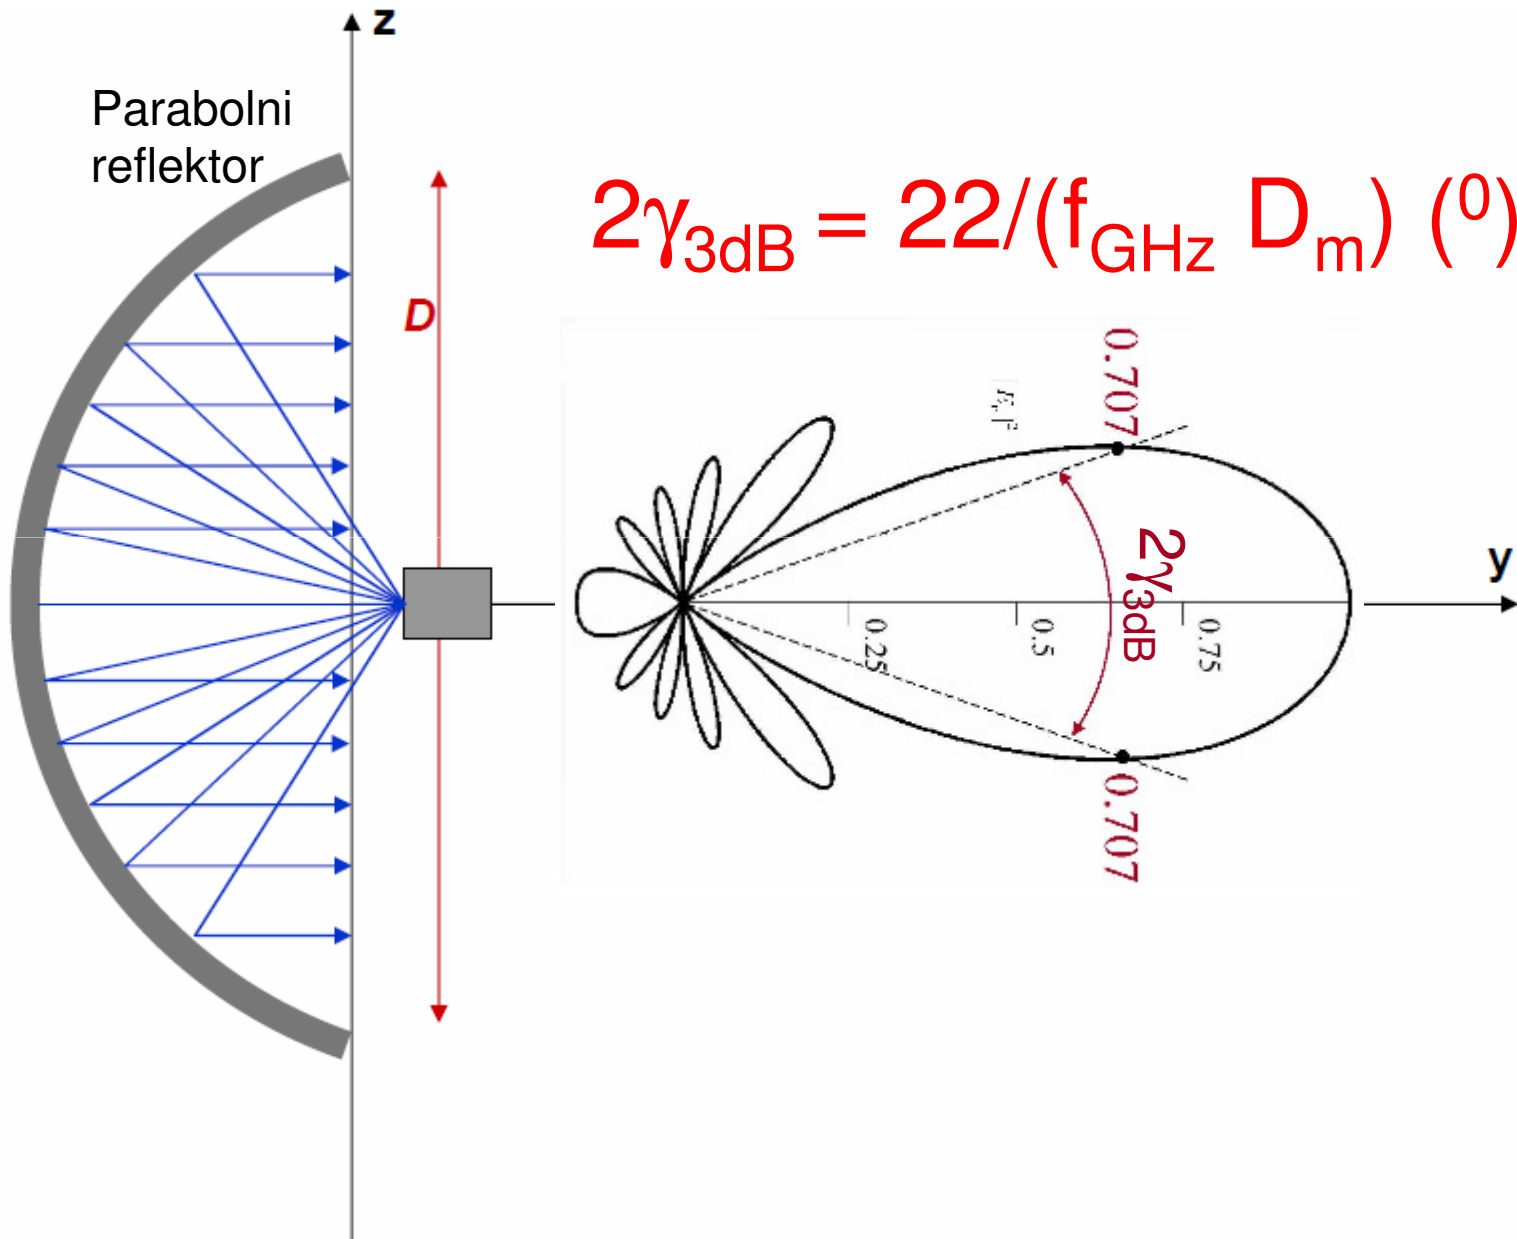 z
Parabolni
reflektor
2γ3dB = 22/(fGHz Dm) (0)
D
0.707
2γ3dB
y
0.25
0.5
0.75
0.707